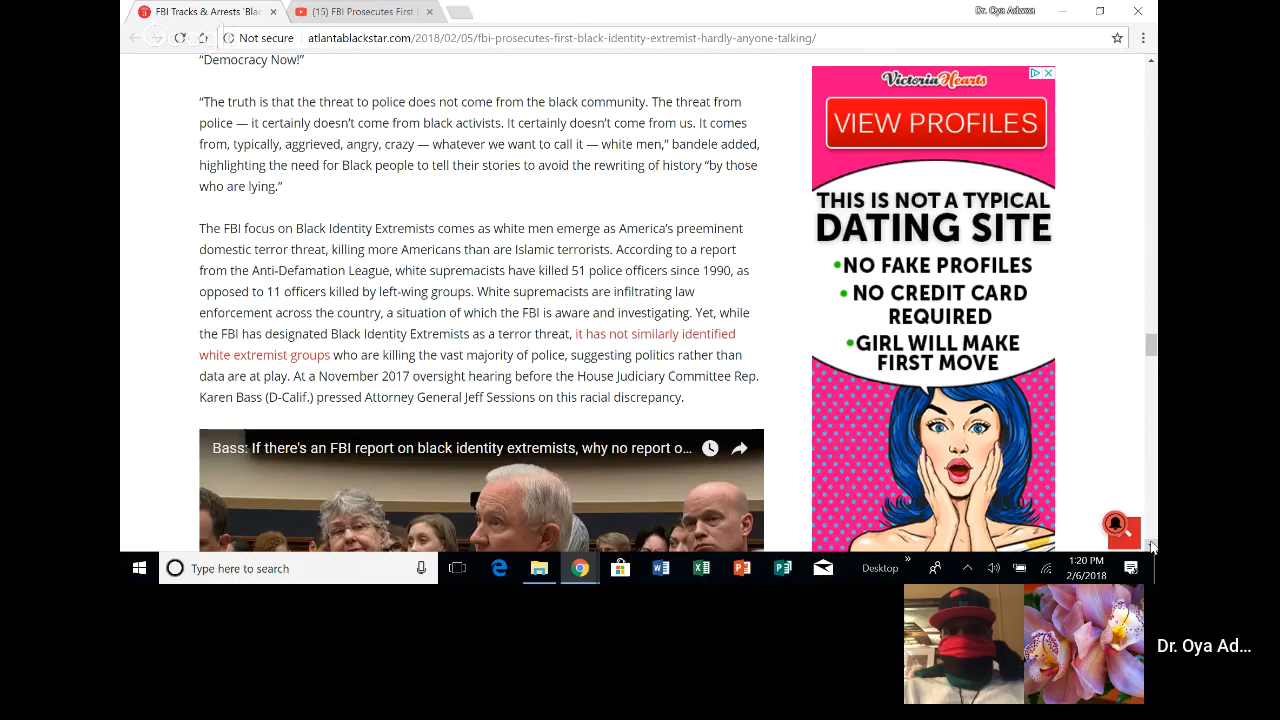 FBI Tracks & Arrests 'Blac
(15) FBI Prosecutes First
Dr. Oya Advoxa
Not secure
atlantablackstar.com/2018/02/05/fbi-prosecutes-first-black-identity-extremist-hardly-anyone-talking/
“Democracy Now!”
“The truth is that the threat to police does not come from the black community. The threat from
police — it certainly doesn’t come from black activists. It certainly doesn’t come from us. It comes
from, typically, aggrieved, angry, crazy — whatever we want to call it — white men,” bandele added,
highlighting the need for Black people to tell their stories to avoid the rewriting of history “by those
who are lying.”
The FBI focus on Black Identity Extremists comes as white men emerge as America’s preeminent
domestic terror threat, killing more Americans than are Islamic terrorists. According to a report
from the Anti-Defamation League, white supremacists have killed 51 police officers since 1990, as
opposed to 11 officers killed by left-wing groups. White supremacists are infiltrating law
enforcement across the country, a situation of which the FBI is aware and investigating. Yet, while
the FBI has designated Black Identity Extremists as a terror threat, it has not similarly identified
white extremist groups who are killing the vast majority of police, suggesting politics rather than
data are at play. At a November 2017 oversight hearing before the House Judiciary Committee Rep.
Karen Bass (D-Calif.) pressed Attorney General Jeff Sessions on this racial discrepancy.
Bass: If there's an FBI report on black identity extremists, why no report o...
Victoria Hearts
VIEW PROFILES
THIS IS NOT A TYPICAL
DATING SITE
•NO FAKE PROFILES
• NO CREDIT CARD
REQUIRED
•GIRL WILL MAKE
FIRST MOVE
Type here to search
Desktop
1:20 PM
2/6/2018
Dr. Oya Ad...